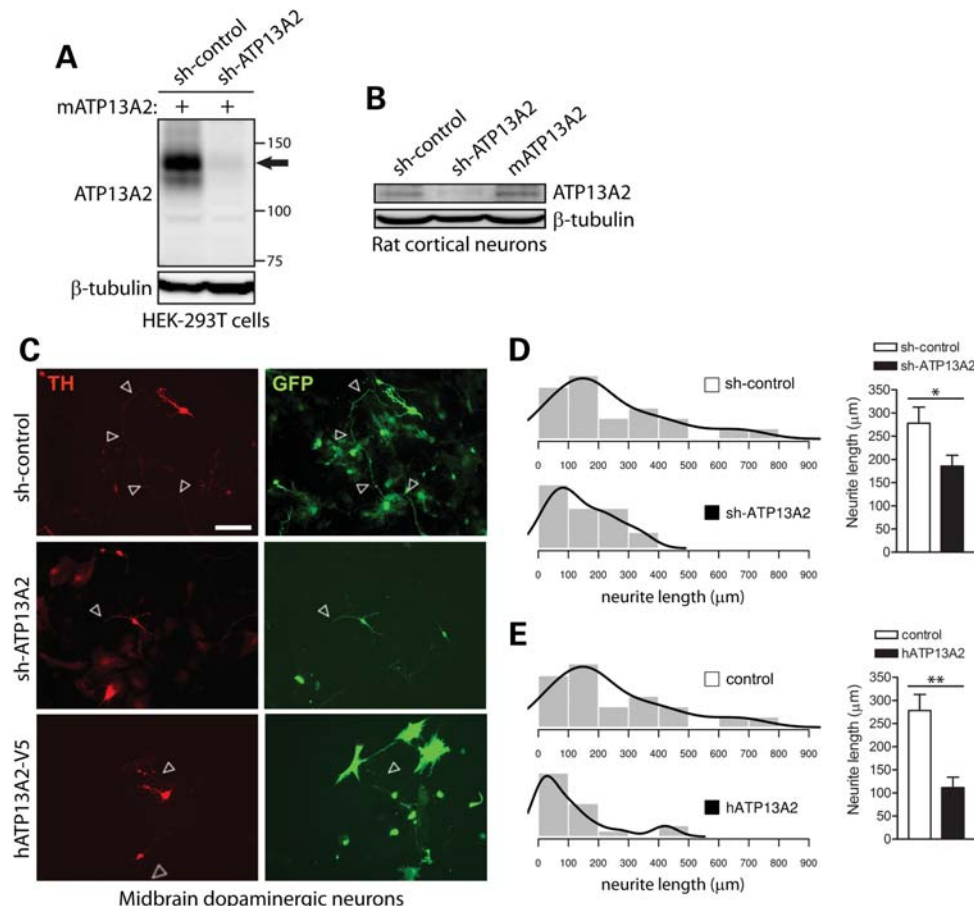 A
sh-control
sh-ATP13A2
mATP13A2: + +
ATP13A2
150
100
75
β-tubulin
HEK-293T cells
B
sh-control
sh-ATP13A2
mATP13A2
ATP13A2
β-tubulin
Rat cortical neurons
C
TH
GFP
sh-control
sh-ATP13A2
hATP13A2-V5
Midbrain dopaminergic neurons
D
sh-control
0 100 200 300 400 500 600 700 800 900
sh-ATP13A2
0 100 200 300 400 500 600 700 800 900
neurite length (μm)
sh-control
sh-ATP13A2
Neurite length (μm)
350
300
250
200
150
100
50
0
*
E
control
0 100 200 300 400 500 600 700 800 900
hATP13A2
0 100 200 300 400 500 600 700 800 900
neurite length (μm)
control
hATP13A2
Neurite length (μm)
350
300
250
200
150
100
50
0
**